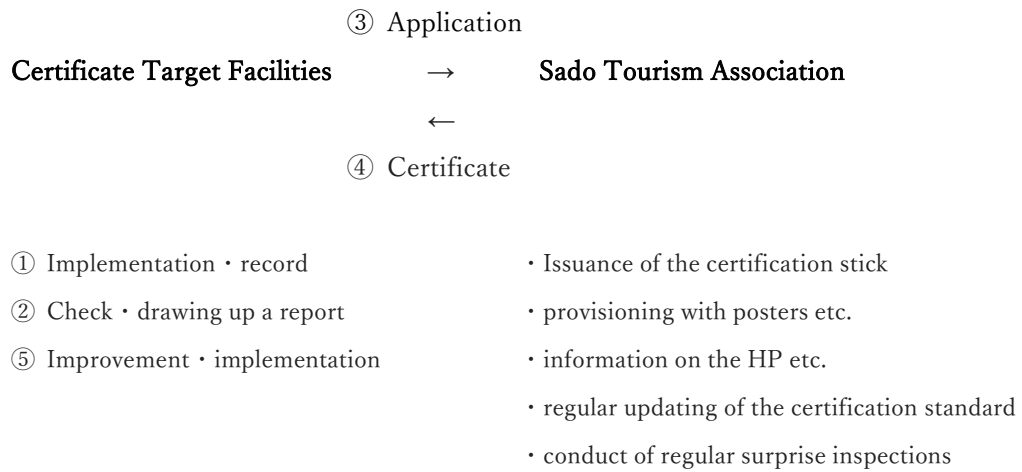 ③ Application
Certificate Target Facilities → Sado Tourism Association
←
④ Certificate
① Implementation・record ・Issuance of the certification stick
② Check・drawing up a report ・provisioning with posters etc.
⑤ Improvement・implementation ・information on the HP etc.
・regular updating of the certification standard
・conduct of regular surprise inspections